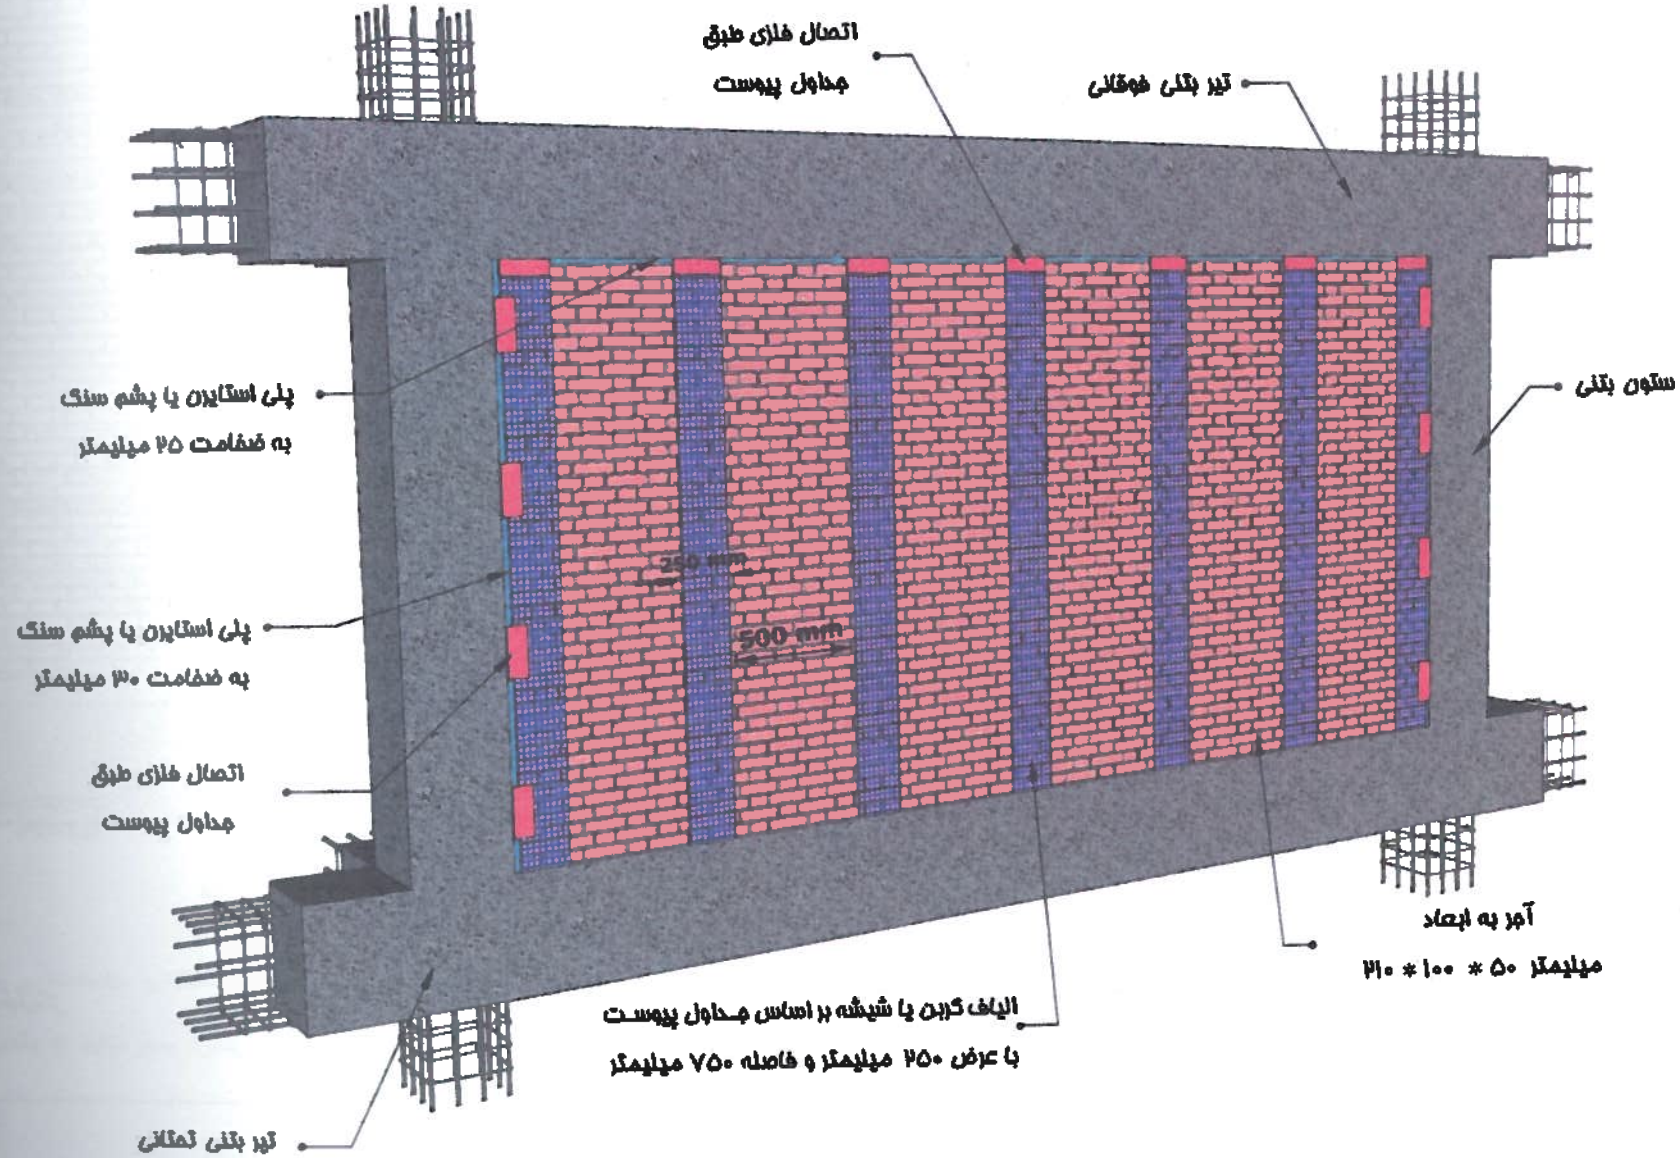 اتصال فلزی طبق
جداول پیوست
تیر بتنی فوقانی
پلی استایرن یا پشم سنگ
به ضخامت ۲۵ میلیمتر
ستون بتنی
250 mm
500 mm
پلی استایرن یا پشم سنگ
به ضخامت ۳۰ میلیمتر
اتصال فلزی طبق
جداول پیوست
آجر به ابعاد
۲۱۰ * ۱۰۰ * ۵۰ میلیمتر
الیاف کربن یا شیشه بر اساس جداول پیوست
با عرض ۲۵۰ میلیمتر و فاصله ۷۵۰ میلیمتر
تیر بتنی تحتانی